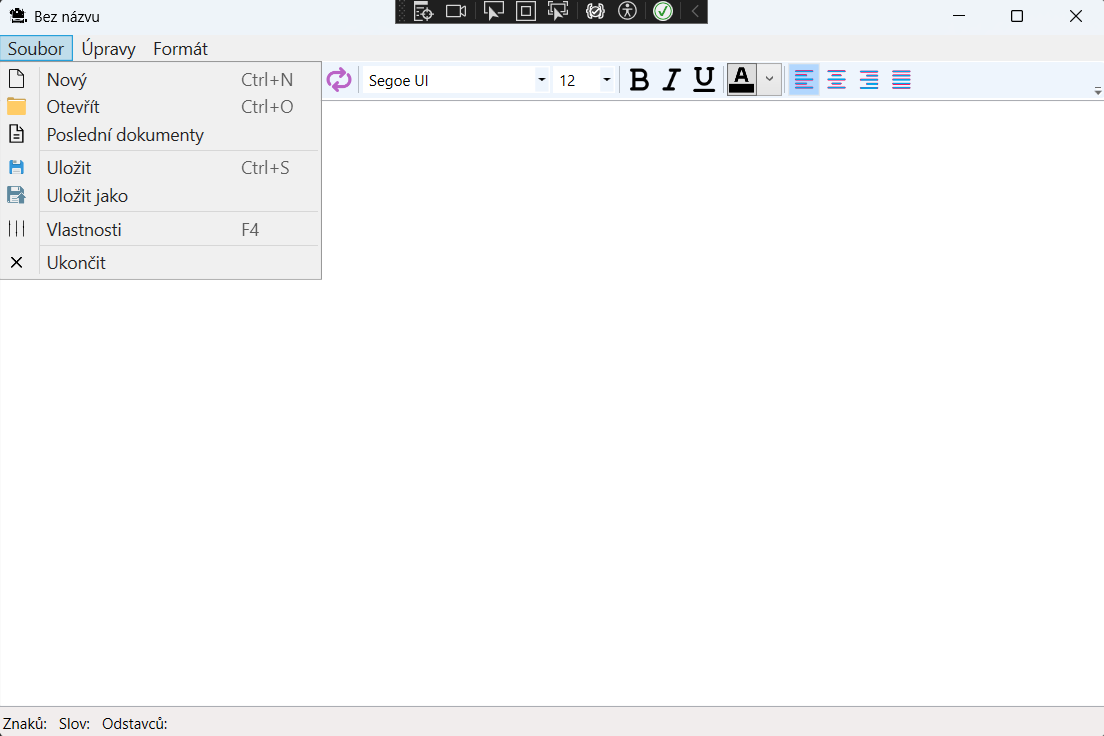 Bez názvu
Soubor Úpravy Formát
Segoe UI 12 B I U A
Nový Ctrl+N
Otevřít Ctrl+O
Poslední dokumenty
Uložit Ctrl+S
Uložit jako
Vlastnosti F4
Ukončit
Znaků: Slov: Odstavců: